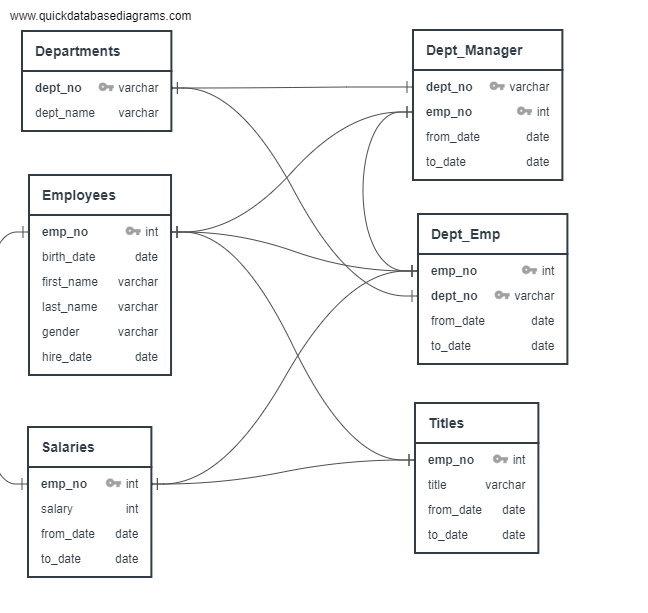 www.quickdatabasediagrams.com
Departments
dept_no varchar
dept_name varchar
Employees
emp_no int
birth_date date
first_name varchar
last_name varchar
gender varchar
hire_date date
Salaries
emp_no int
salary int
from_date date
to_date date
Dept_Manager
dept_no varchar
emp_no int
from_date date
to_date date
Dept_Emp
emp_no int
dept_no varchar
from_date date
to_date date
Titles
emp_no int
title varchar
from_date date
to_date date